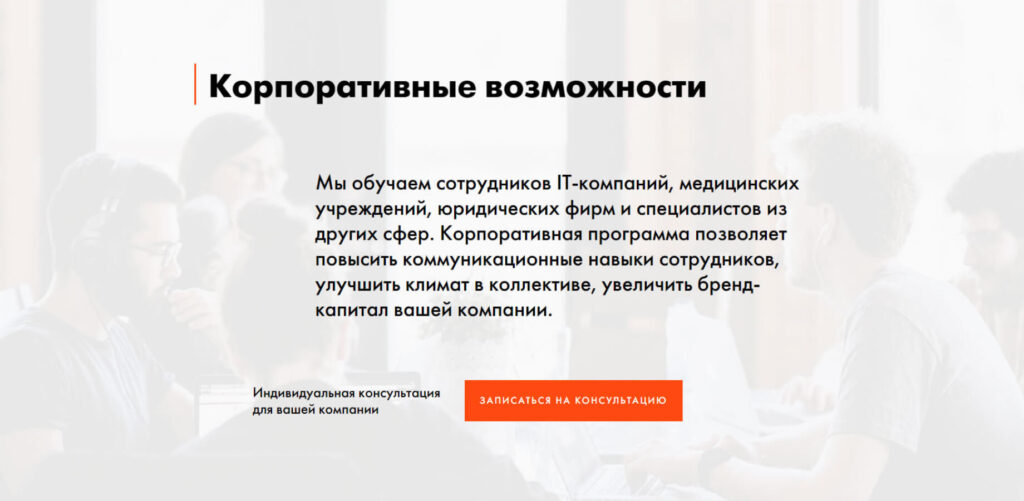 Корпоративные возможности
Мы обучаем сотрудников IT-компаний, медицинских
учреждений, юридических фирм и специалистов из
других сфер. Корпоративная программа позволяет
повысить коммуникационные навыки сотрудников,
улучшить климат в коллективе, увеличить бренд-
капитал вашей компании.
Индивидуальная консультация
для вашей компании
ЗАПИСАТЬСЯ НА КОНСУЛЬТАЦИЮ